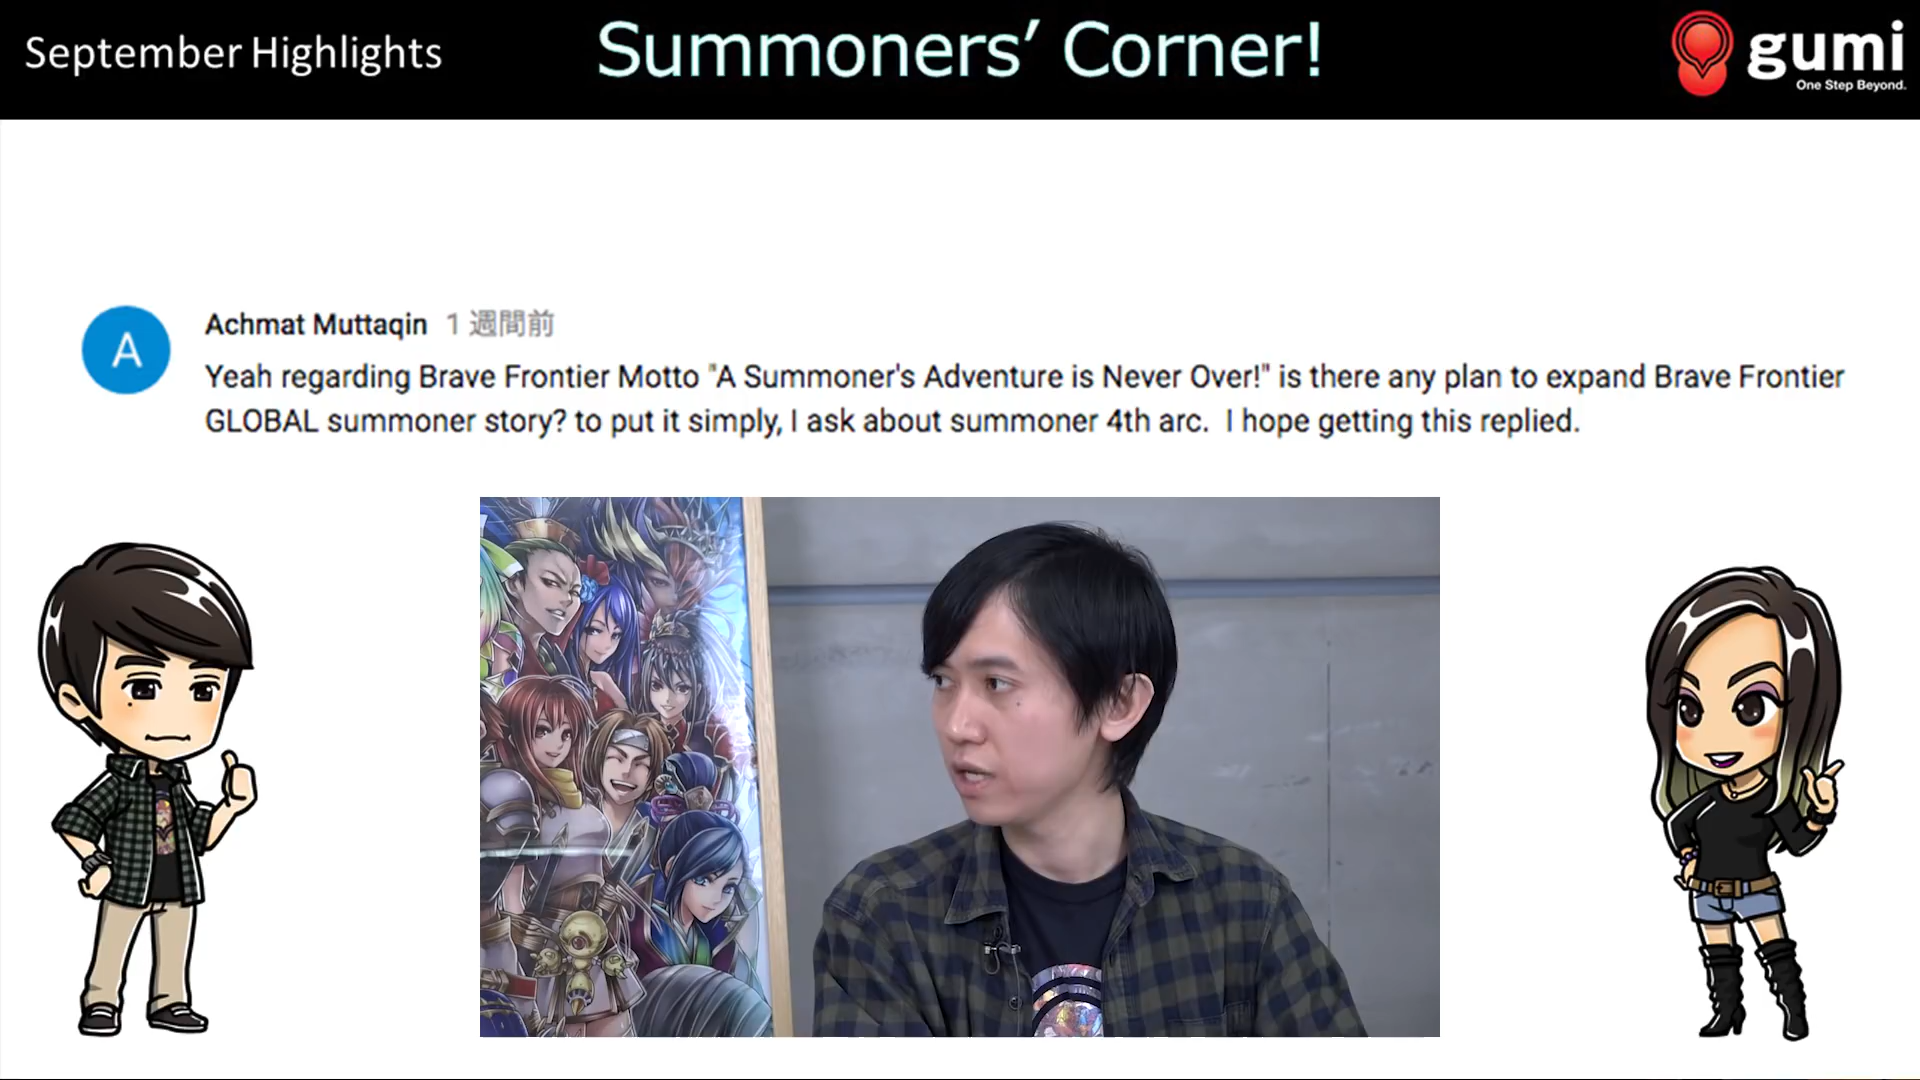 September Highlights
Summoners’ Corner!
gumi
One Step Beyond.
A
Achmat Muttaqin 1 週間前
Yeah regarding Brave Frontier Motto "A Summoner's Adventure is Never Over!" is there any plan to expand Brave Frontier
GLOBAL summoner story? to put it simply, I ask about summoner 4th arc.  I hope getting this replied.